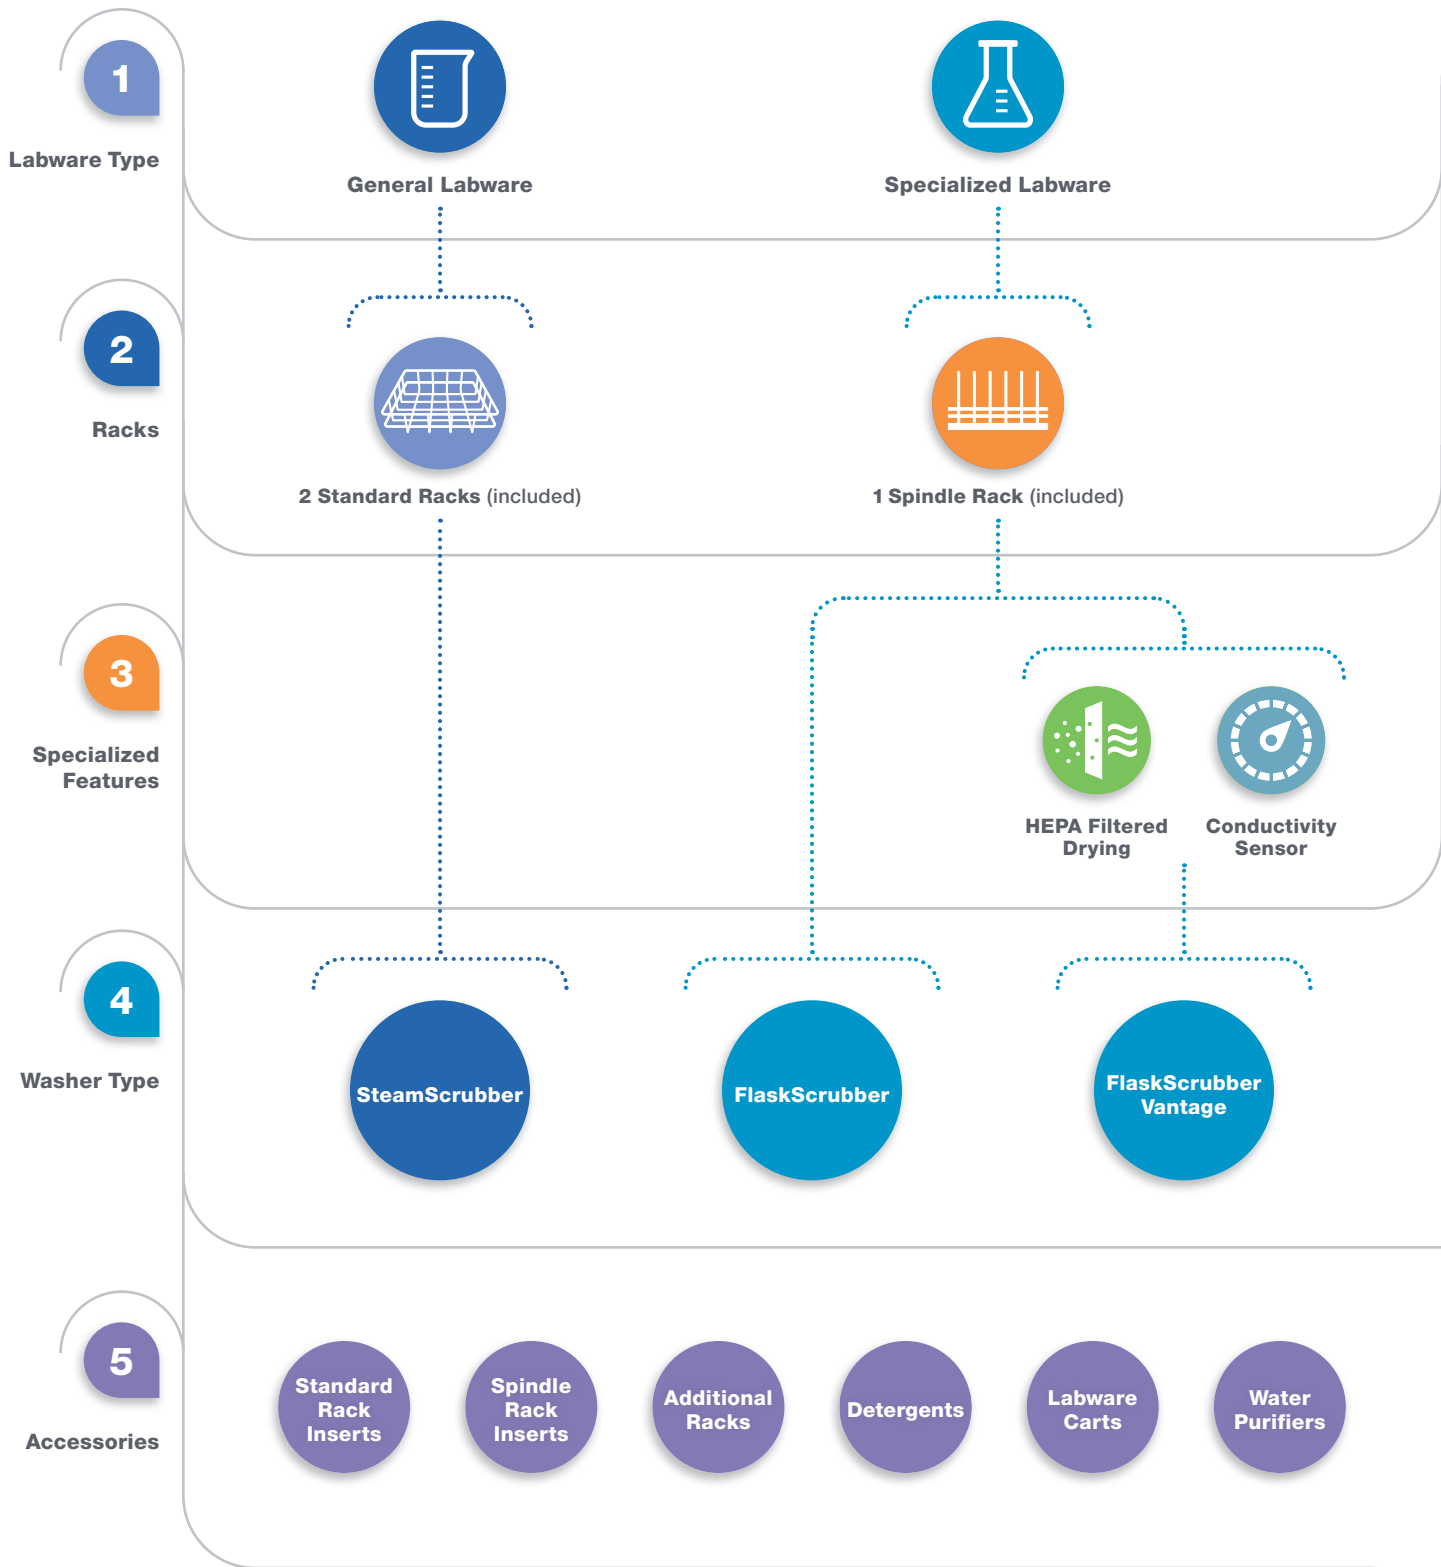 1
Labware Type
General Labware
Specialized Labware
2
Racks
2 Standard Racks (included)
1 Spindle Rack (included)
3
Specialized
Features
HEPA Filtered
Drying
Conductivity
Sensor
4
Washer Type
SteamScrubber
FlaskScrubber
FlaskScrubber
Vantage
5
Accessories
Standard
Rack
Inserts
Spindle
Rack
Inserts
Additional
Racks
Detergents
Labware
Carts
Water
Purifiers